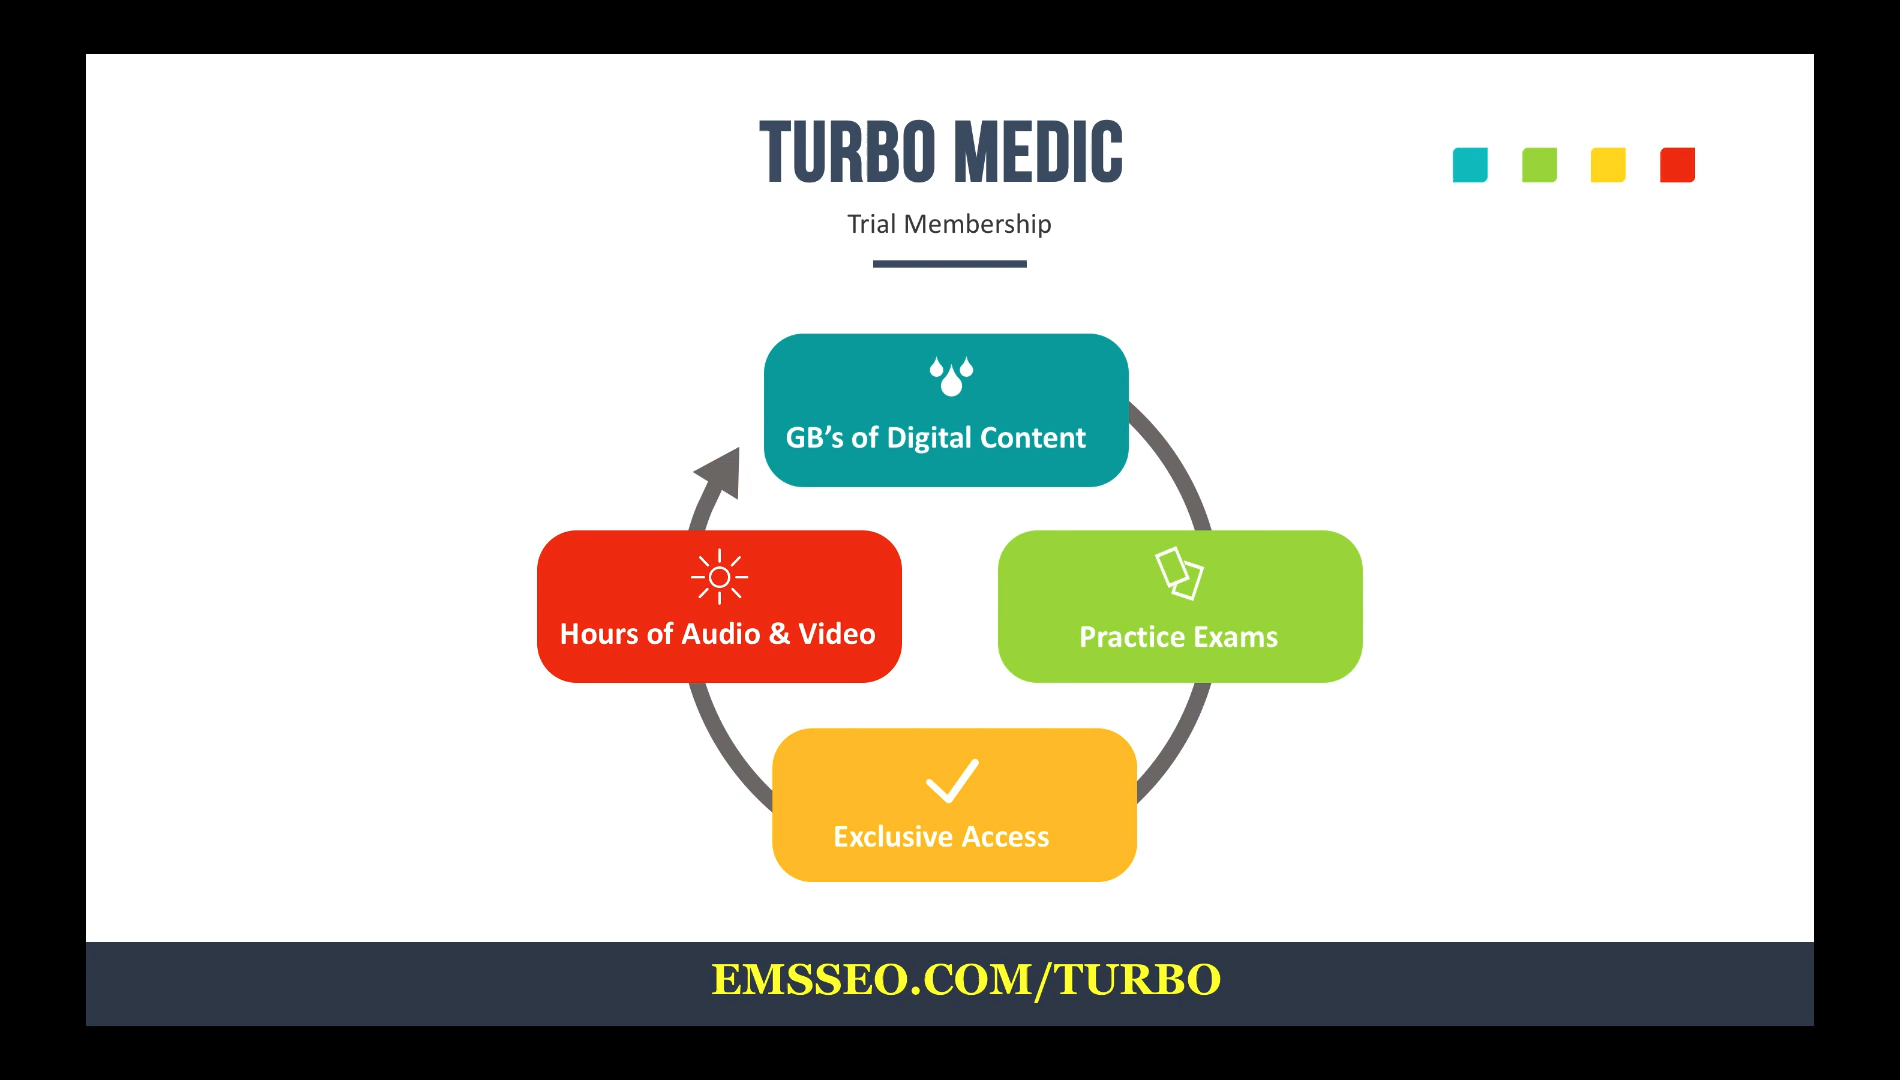 TURBO MEDIC
Trial Membership
GB’s of Digital Content
Hours of Audio & Video
Practice Exams
Exclusive Access
EMSSEO.COM/TURBO